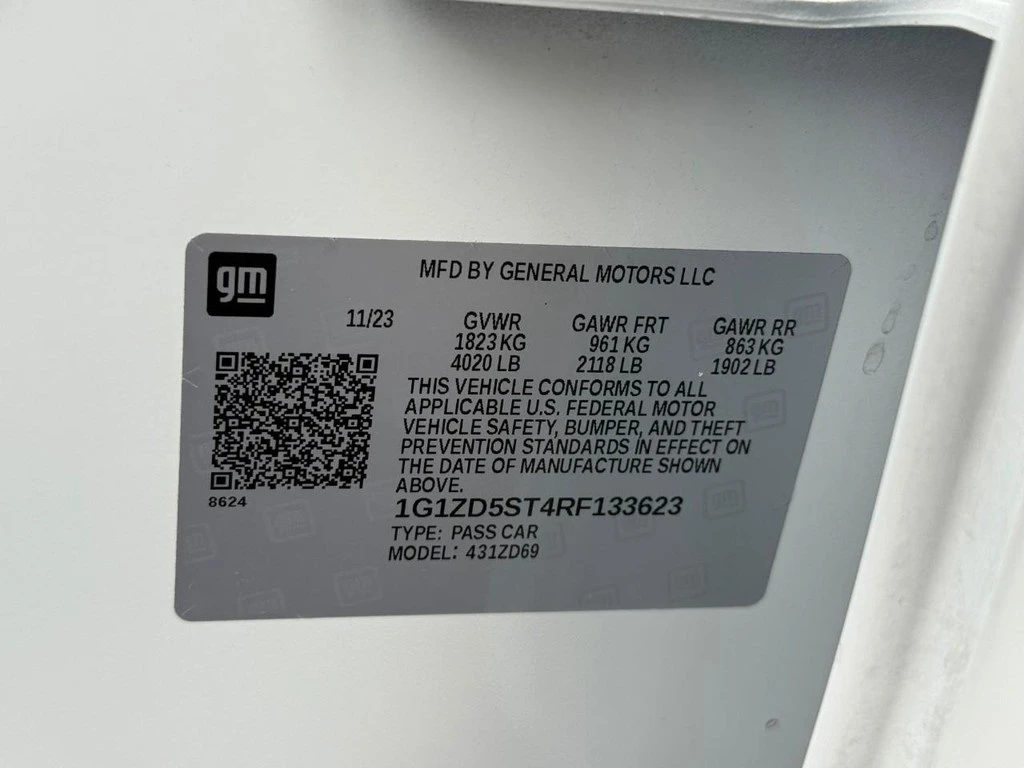 gm
MFD BY GENERAL MOTORS LLC
11/23 GVWR GAWR FRT GAWR RR
1823 KG 961 KG 863 KG
4020 LB 2118 LB 1902 LB
THIS VEHICLE CONFORMS TO ALL
APPLICABLE U.S. FEDERAL MOTOR
VEHICLE SAFETY, BUMPER, AND THEFT
PREVENTION STANDARDS IN EFFECT ON
THE DATE OF MANUFACTURE SHOWN
ABOVE.
8624
1G1ZD5ST4RF133623
TYPE: PASS CAR
MODEL: 431ZD69